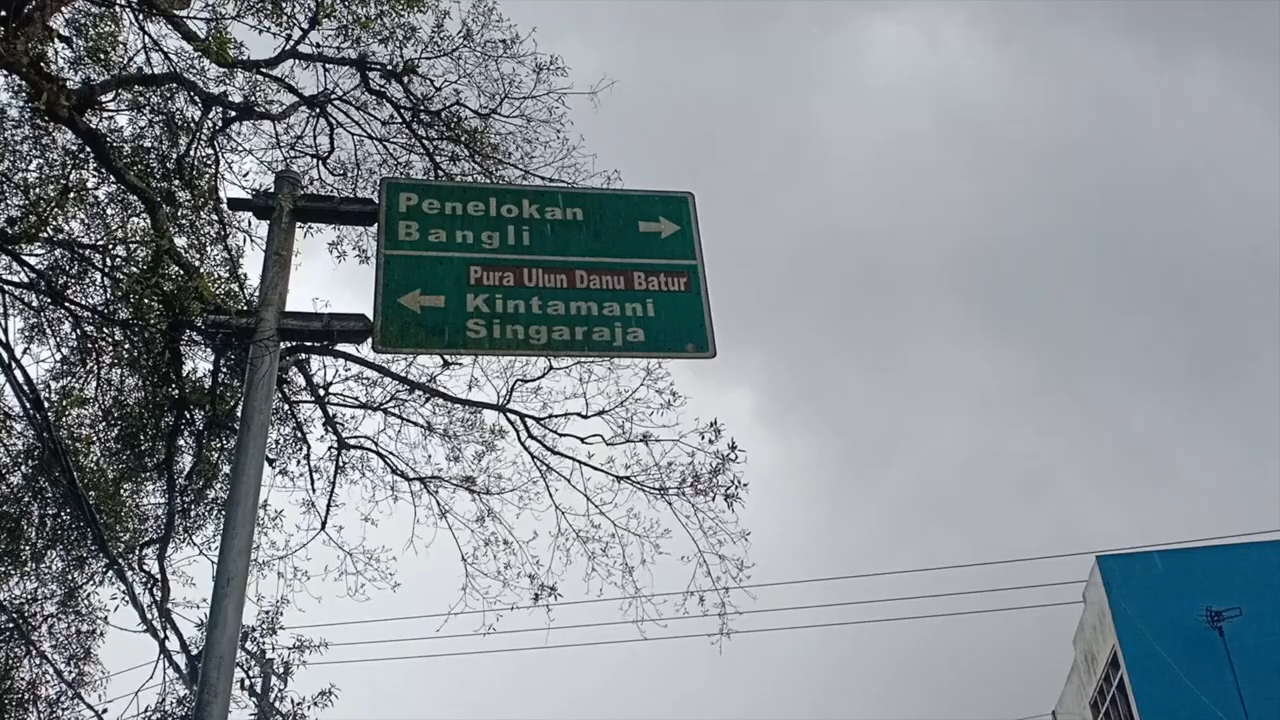 Penelokan
Bangli
Pura Ulun Danu Batur
Kintamani
Singaraja